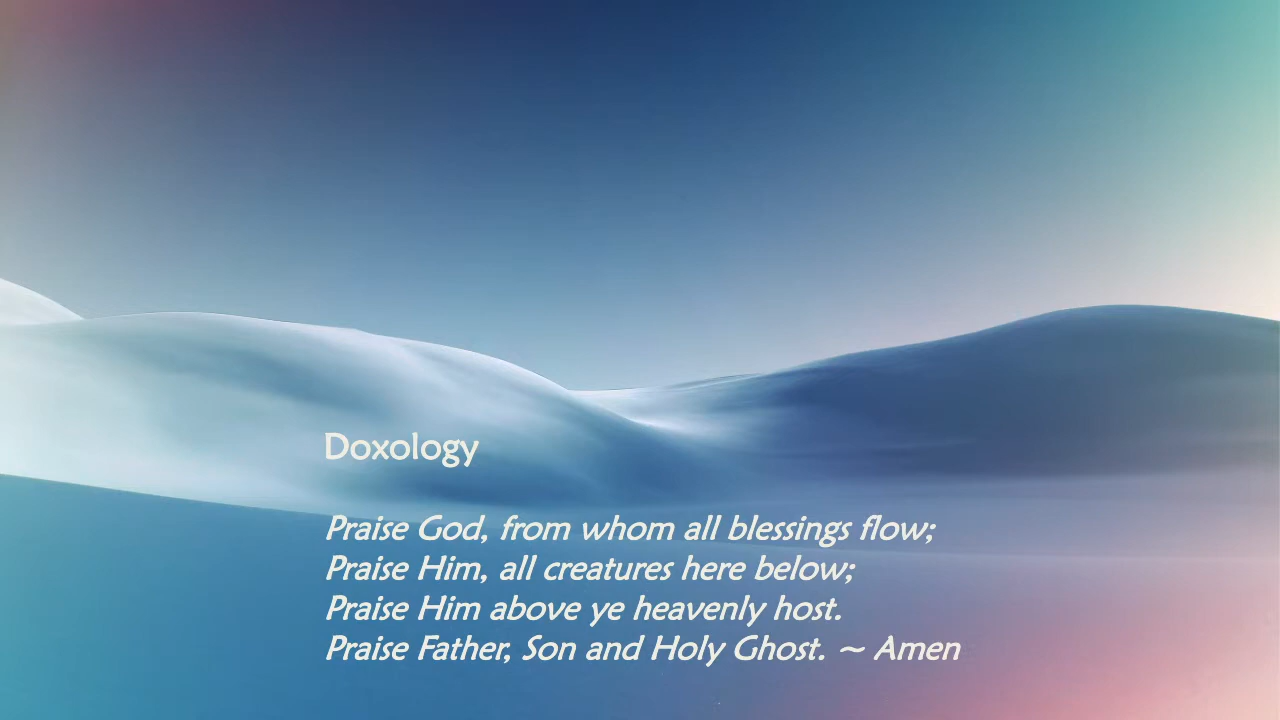 Doxology
Praise God, from whom all blessings flow;
Praise Him, all creatures here below;
Praise Him above ye heavenly host.
Praise Father, Son and Holy Ghost. ~ Amen